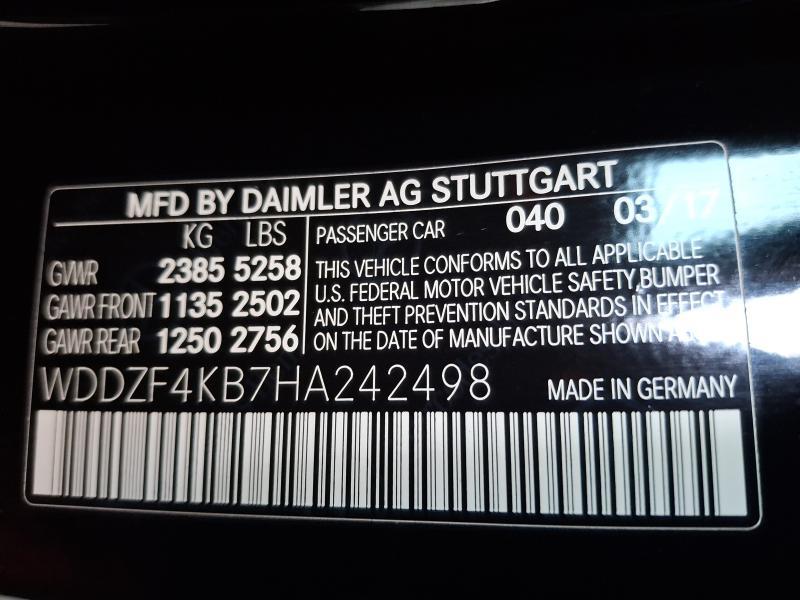 MFD BY DAIMLER AG STUTTGART
KG LBS
GVWR 2385 5258
GAWR FRONT 1135 2502
GAWR REAR 1250 2756
PASSENGER CAR 040 03/17
THIS VEHICLE CONFORMS TO ALL APPLICABLE
U.S. FEDERAL MOTOR VEHICLE SAFETY,BUMPER
AND THEFT PREVENTION STANDARDS IN EFFECT
ON THE DATE OF MANUFACTURE SHOWN
WDDZF4KB7HA242498 MADE IN GERMANY